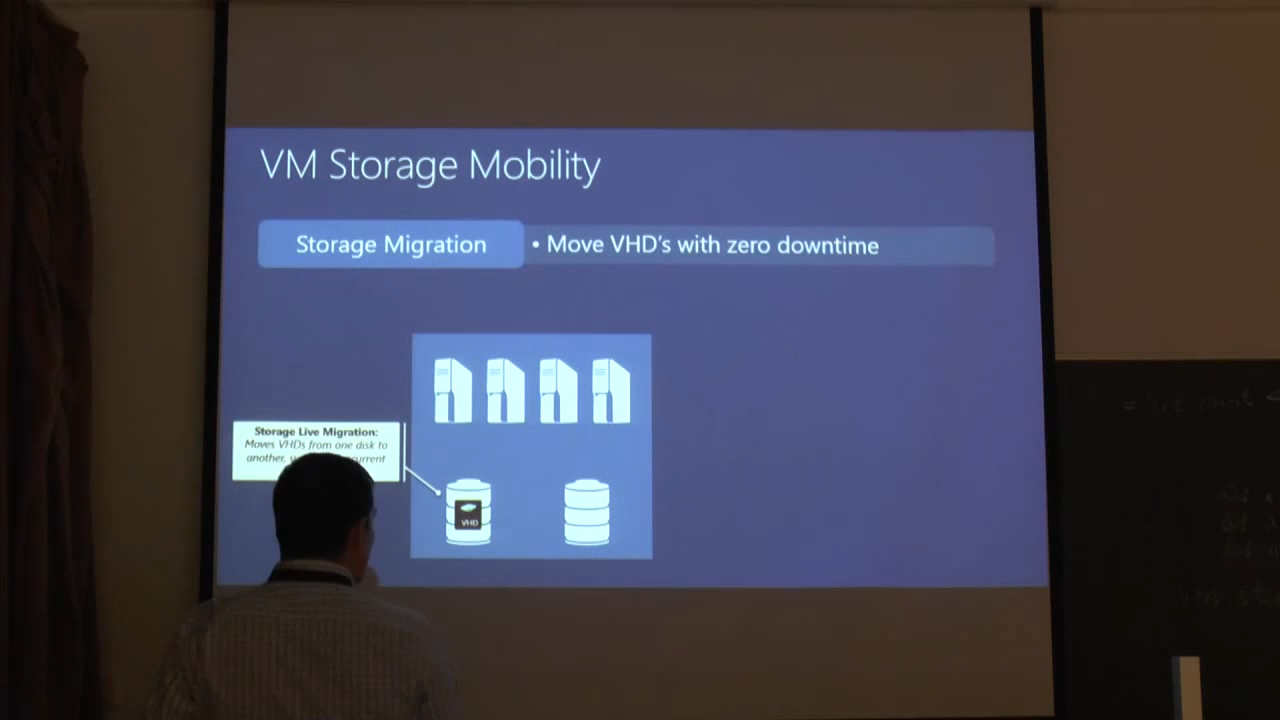 VM Storage Mobility
Storage Migration
• Move VHD's with zero downtime
Storage Live Migration:
Moves VHDs from one disk to
another,
VHD